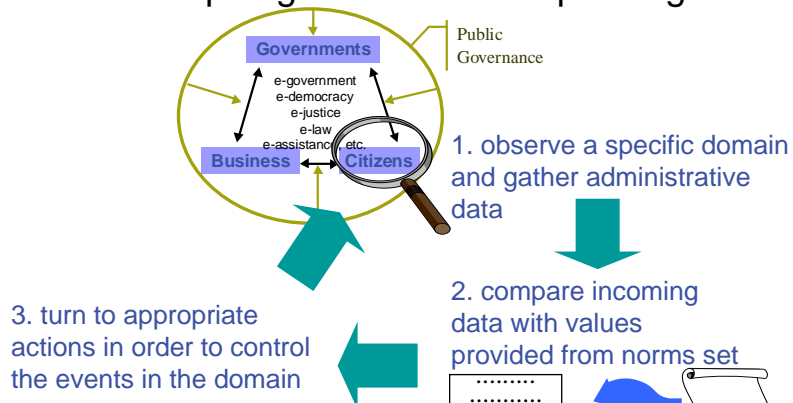 Public
Governance
Governments
e-government
e-democracy
e-justice
e-law
e-assistance, etc.
Business
Citizens
1. observe a specific domain
and gather administrative
data
2. compare incoming
data with values
provided from norms set
3. turn to appropriate
actions in order to control
the events in the domain